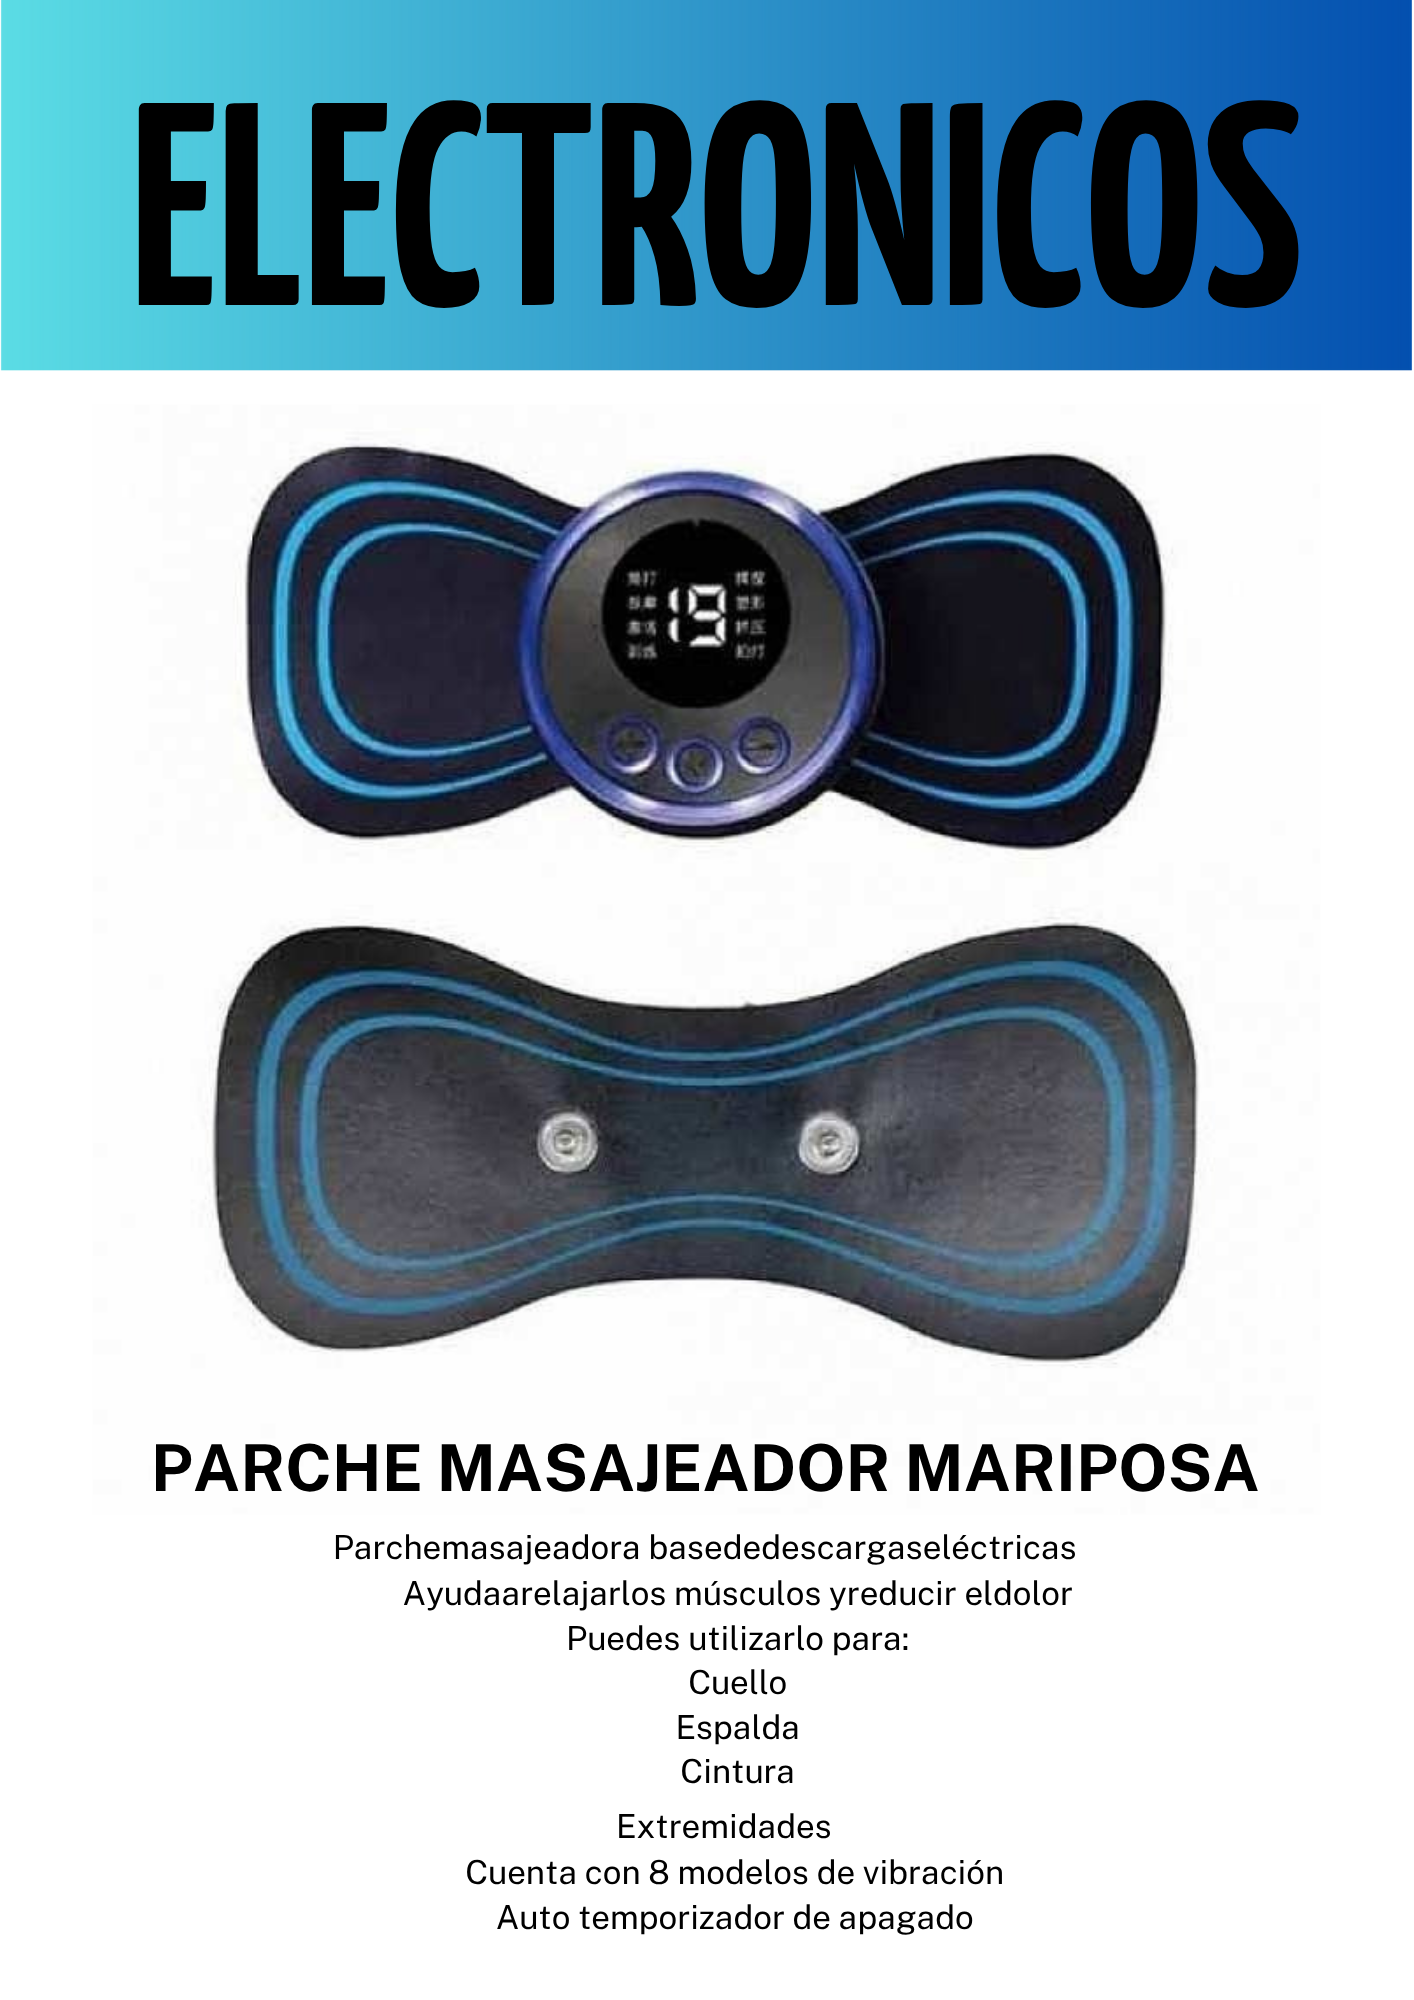 ELECTRONICOS
19
PARCHE MASAJEADOR MARIPOSA
Parchemasajeadora basededescargaseléctricas
Ayudaarelajarlos músculos yreducir eldolor
Puedes utilizarlo para:
Cuello
Espalda
Cintura
Extremidades
Cuenta con 8 modelos de vibración
Auto temporizador de apagado